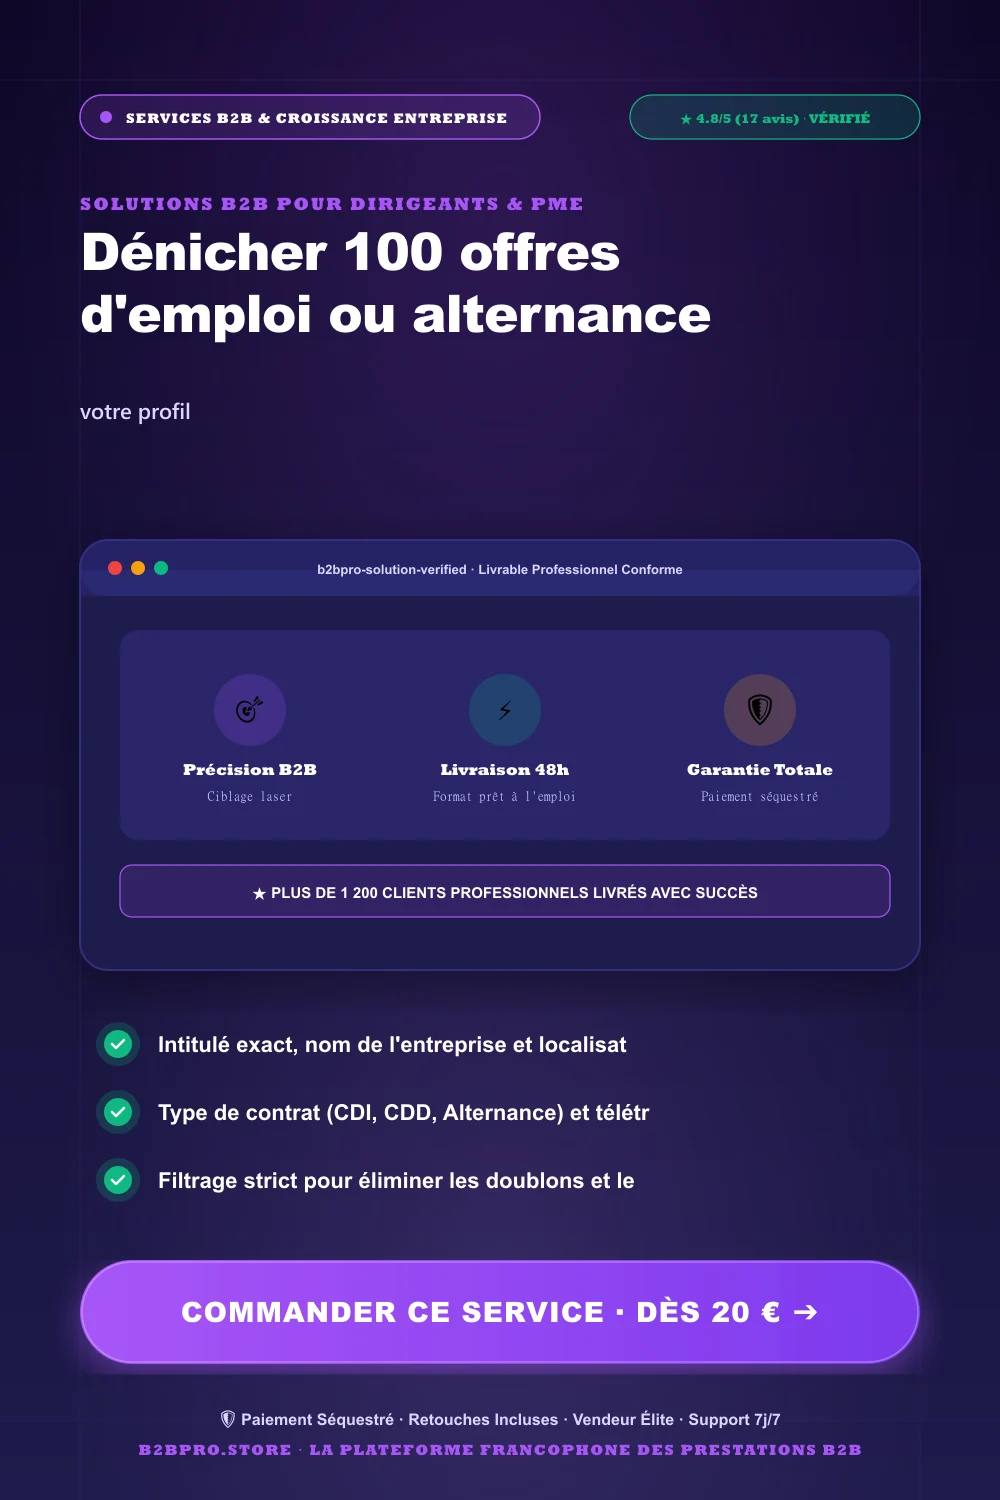 SERVICES B2B & CROISSANCE ENTREPRISE
★ 4.8/5 (17 avis) · VÉRIFIÉ
SOLUTIONS B2B POUR DIRIGEANTS & PME
Dénicher 100 offres
d'emploi ou alternance
votre profil
b2bpro-solution-verified · Livrable Professionnel Conforme
Précision B2B
Ciblage laser
Livraison 48h
Format prêt à l'emploi
Garantie Totale
Paiement séquestré
★ PLUS DE 1 200 CLIENTS PROFESSIONNELS LIVRÉS AVEC SUCCÈS
Intitulé exact, nom de l'entreprise et localisat
Type de contrat (CDI, CDD, Alternance) et télétr
Filtrage strict pour éliminer les doublons et le
COMMANDER CE SERVICE · DÈS 20 € ➔
Paiement Séquestré · Retouches Incluses · Vendeur Élite · Support 7j/7
B2BPRO.STORE · LA PLATEFORME FRANCOPHONE DES PRESTATIONS B2B